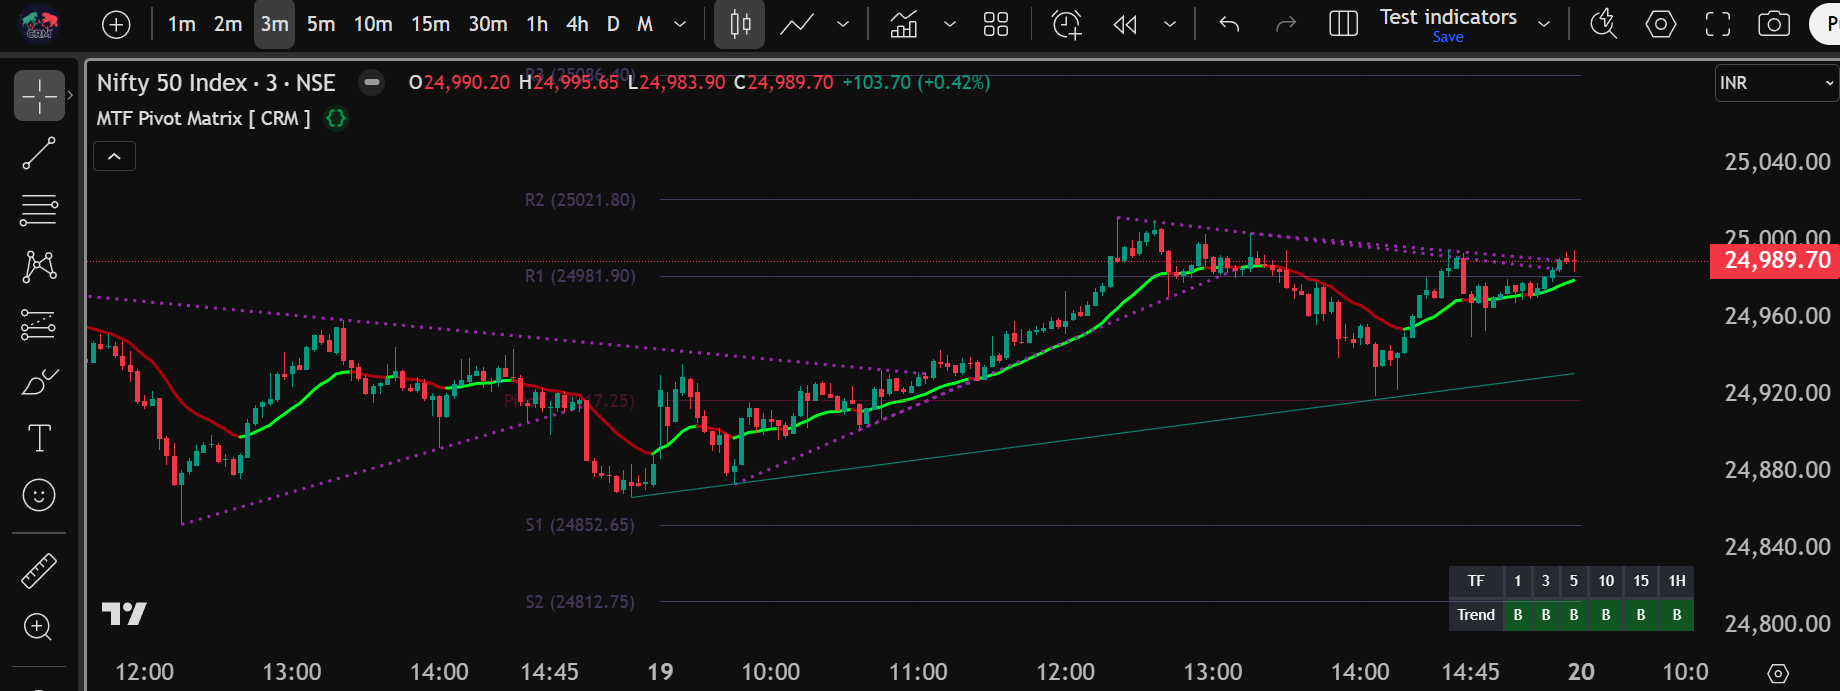 CRM
1m 2m 3m 5m 10m 15m 30m 1h 4h D M
Test indicators
Save
Nifty 50 Index · 3 · NSE O24,990.20 H24,995.65 L24,983.90 C24,989.70 +103.70 (+0.42%)
R3 (25086.40)
INR
MTF Pivot Matrix [ CRM ] {}
25,040.00
R2 (25021.80)
25,000.00
24,989.70
R1 (24981.90)
24,960.00
24,920.00
24,880.00
S1 (24852.65)
24,840.00
TF 1 3 5 10 15 1H
S2 (24812.75)
Trend B B B B B B
24,800.00
12:00 13:00 14:00 14:45 19 10:00 11:00 12:00 13:00 14:00 14:45 20 10:0